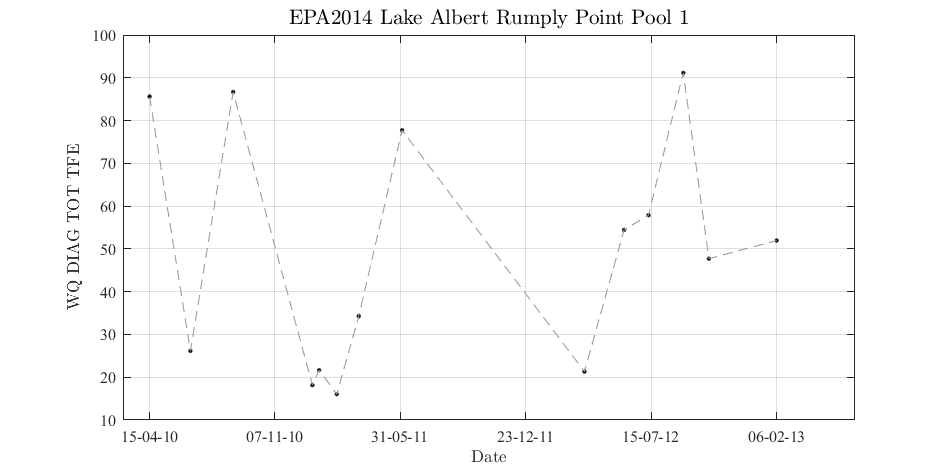 EPA2014 Lake Albert Rumply Point Pool 1
WQ DIAG TOT TFE
100
90
80
70
60
50
40
30
20
10
15-04-10 07-11-10 31-05-11 23-12-11 15-07-12 06-02-13
Date